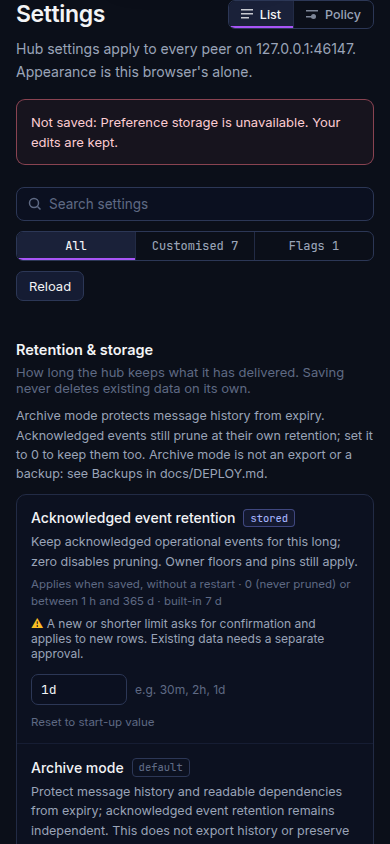 Settings
List
Policy
Hub settings apply to every peer on 127.0.0.1:46147.
Appearance is this browser's alone.
Not saved: Preference storage is unavailable. Your
edits are kept.
Search settings
All
Customised 7
Flags 1
Reload
Retention & storage
How long the hub keeps what it has delivered. Saving
never deletes existing data on its own.
Archive mode protects message history from expiry.
Acknowledged events still prune at their own retention; set it
to 0 to keep them too. Archive mode is not an export or a
backup: see Backups in docs/DEPLOY.md.
Acknowledged event retention stored
Keep acknowledged operational events for this long;
zero disables pruning. Owner floors and pins still apply.
Applies when saved, without a restart · 0 (never pruned) or
between 1 h and 365 d · built-in 7 d
⚠ A new or shorter limit asks for confirmation and
applies to new rows. Existing data needs a separate
approval.
1d
e.g. 30m, 2h, 1d
Reset to start-up value
Archive mode default
Protect message history and readable dependencies
from expiry; acknowledged event retention remains
independent. This does not export history or preserve